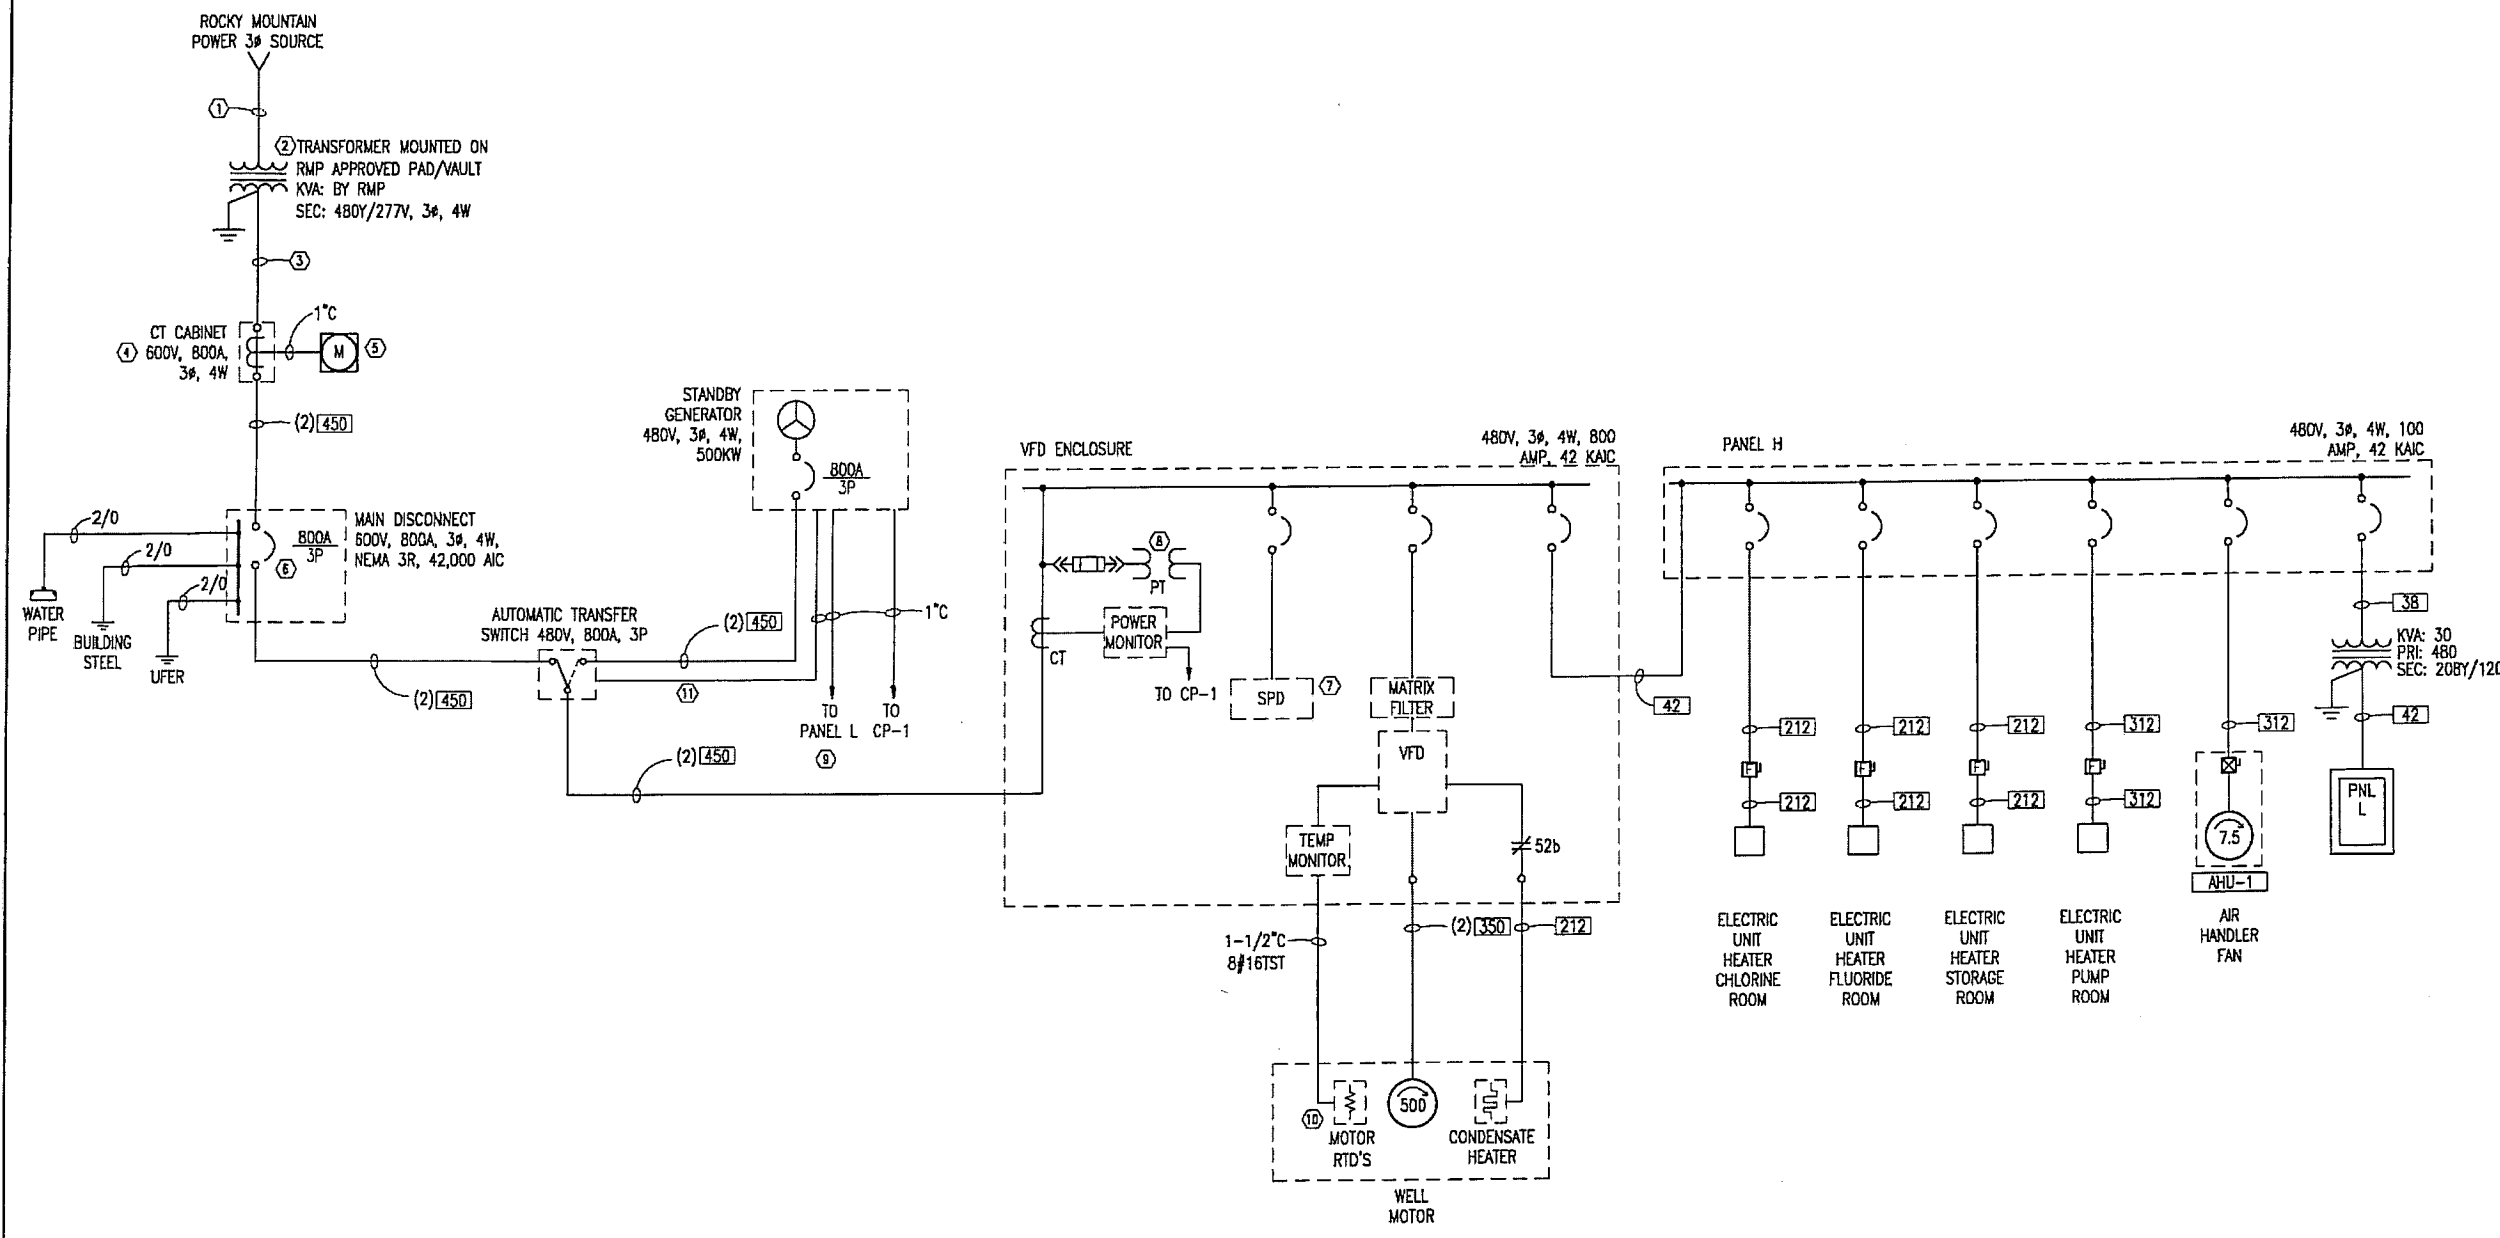 ROCKY MOUNTAIN
POWER 3ø SOURCE
1
2 TRANSFORMER MOUNTED ON
RMP APPROVED PAD/VAULT
KVA: BY RMP
SEC: 480Y/277V, 3ø, 4W
3
1"C
CT CABINET
4 600V, 800A,
3ø, 4W
M
5
(2) 450
2/0
2/0
2/0
WATER
PIPE
BUILDING
STEEL
UFER
800A
3P
6
MAIN DISCONNECT
600V, 800A, 3ø, 4W,
NEMA 3R, 42,000 AIC
(2) 450
AUTOMATIC TRANSFER
SWITCH 480V, 800A, 3P
(2) 450
11
STANDBY
GENERATOR
480V, 3ø, 4W,
500KW
800A
3P
1"C
TO
PANEL L
TO
CP-1
9
(2) 450
VFD ENCLOSURE
480V, 3ø, 4W, 800
AMP, 42 KAIC
8
PT
POWER
MONITOR
CT
TO CP-1
SPD
7
MATRIX
FILTER
VFD
TEMP
MONITOR
52b
42
1-1/2"C
8#16TST
(2) 350
212
10
MOTOR
RTD'S
500
CONDENSATE
HEATER
WELL
MOTOR
PANEL H
480V, 3ø, 4W, 100
AMP, 42 KAIC
212
F
212
ELECTRIC
UNIT
HEATER
CHLORINE
ROOM
212
F
212
ELECTRIC
UNIT
HEATER
FLUORIDE
ROOM
212
F
212
ELECTRIC
UNIT
HEATER
STORAGE
ROOM
312
F
312
ELECTRIC
UNIT
HEATER
PUMP
ROOM
312
7.5
AHU-1
AIR
HANDLER
FAN
38
KVA: 30
PRI: 480
SEC: 208Y/120
42
PNL
L